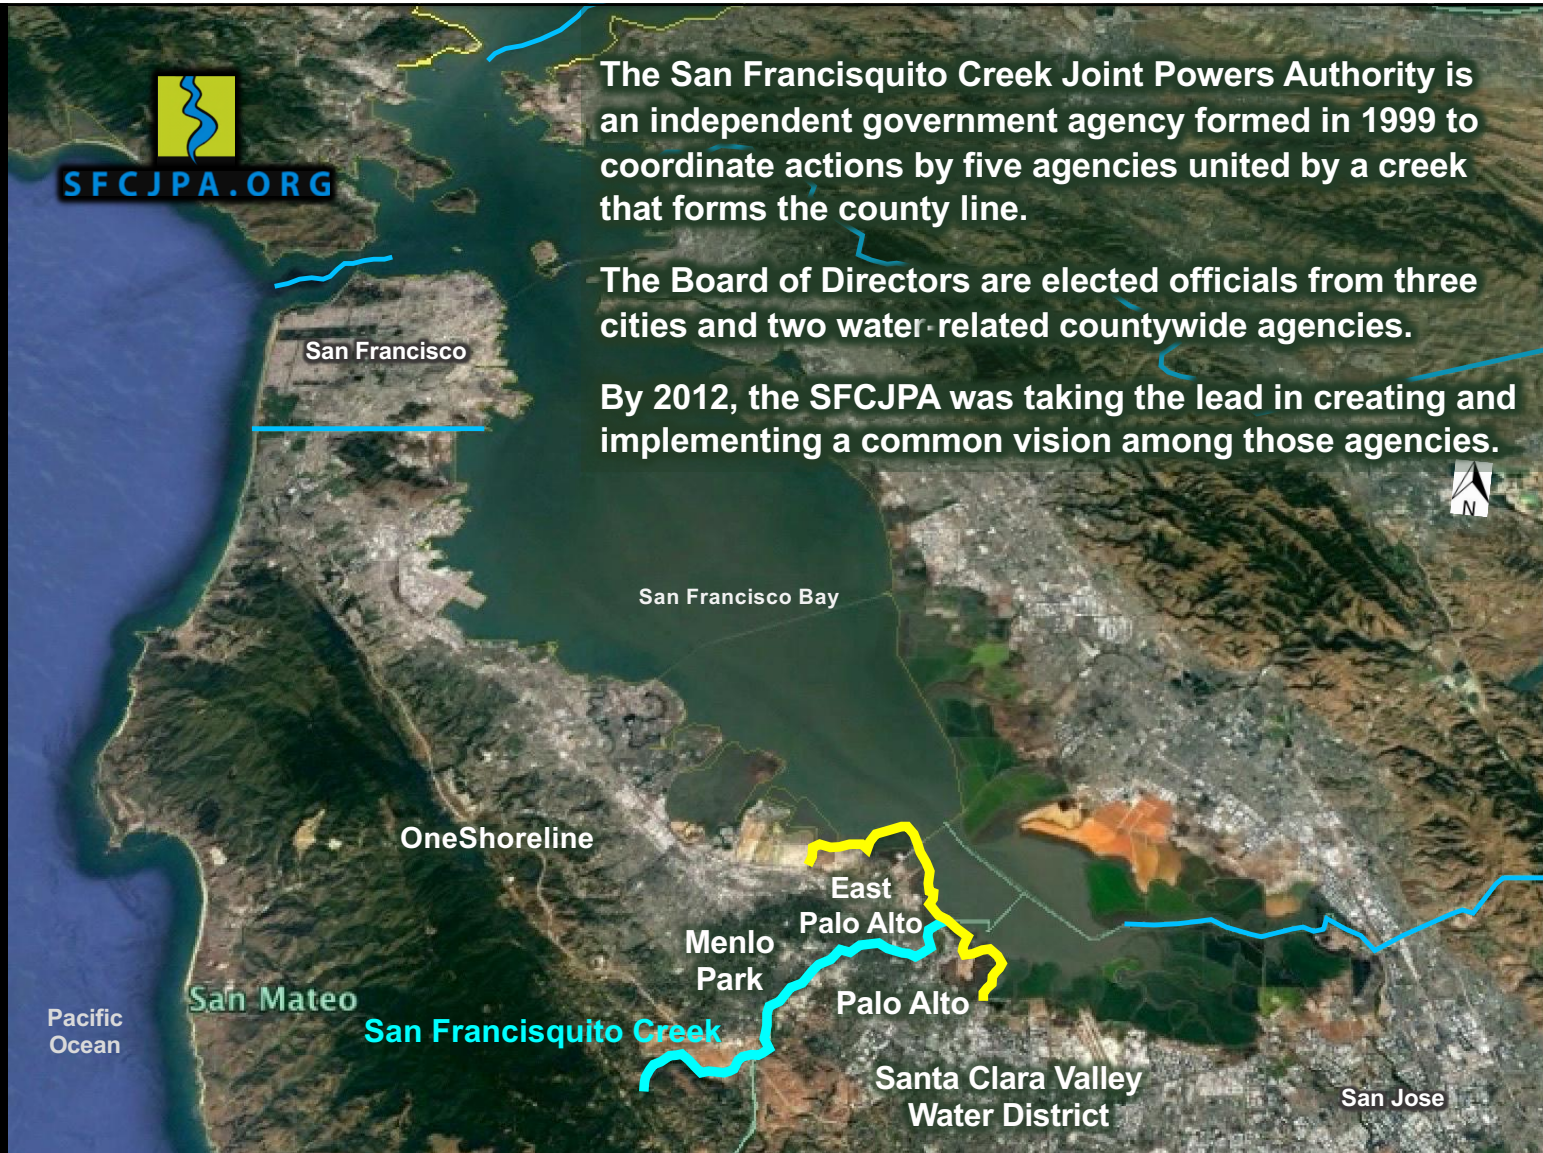 SFCJPA.ORG
The San Francisquito Creek Joint Powers Authority is
an independent government agency formed in 1999 to
coordinate actions by five agencies united by a creek
that forms the county line.
The Board of Directors are elected officials from three
cities and two water-related countywide agencies.
By 2012, the SFCJPA was taking the lead in creating and
implementing a common vision among those agencies.
N
San Francisco
San Francisco Bay
OneShoreline
East
Palo Alto
Menlo
Park
Palo Alto
San Mateo
San Francisquito Creek
Pacific
Ocean
Santa Clara Valley
Water District
San Jose